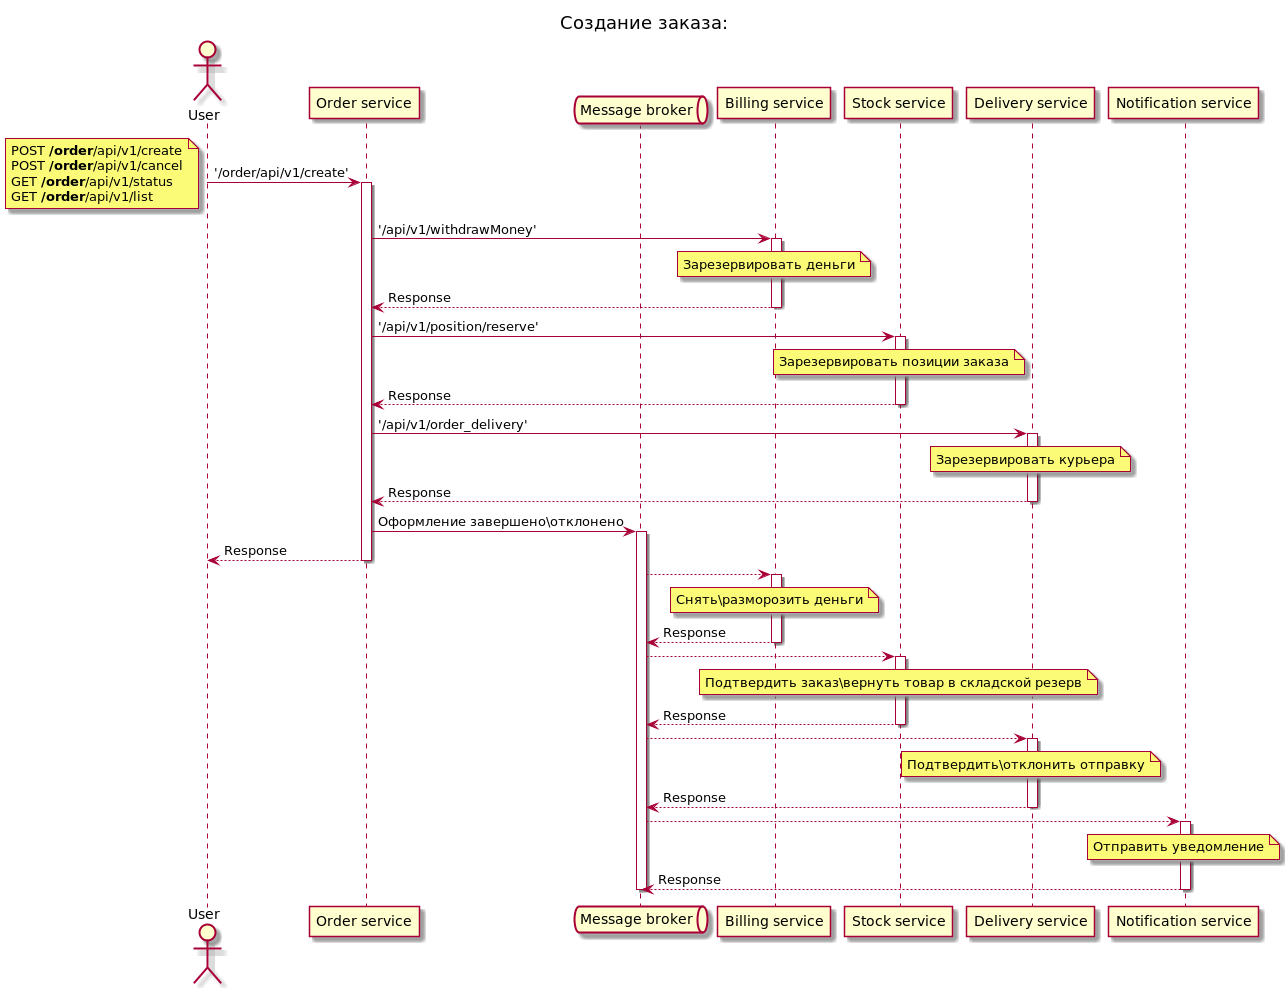 Создание заказа:
User
Order service
Message broker
Billing service
Stock service
Delivery service
Notification service
POST /order/api/v1/create
POST /order/api/v1/cancel
GET /order/api/v1/status
GET /order/api/v1/list
'/order/api/v1/create'
'/api/v1/withdrawMoney'
Зарезервировать деньги
Response
'/api/v1/position/reserve'
Зарезервировать позиции заказа
Response
'/api/v1/order_delivery'
Зарезервировать курьера
Response
Оформление завершено\отклонено
Response
Снять\разморозить деньги
Response
Подтвердить заказ\вернуть товар в складской резерв
Response
Подтвердить\отклонить отправку
Response
Отправить уведомление
Response
User
Order service
Message broker
Billing service
Stock service
Delivery service
Notification service